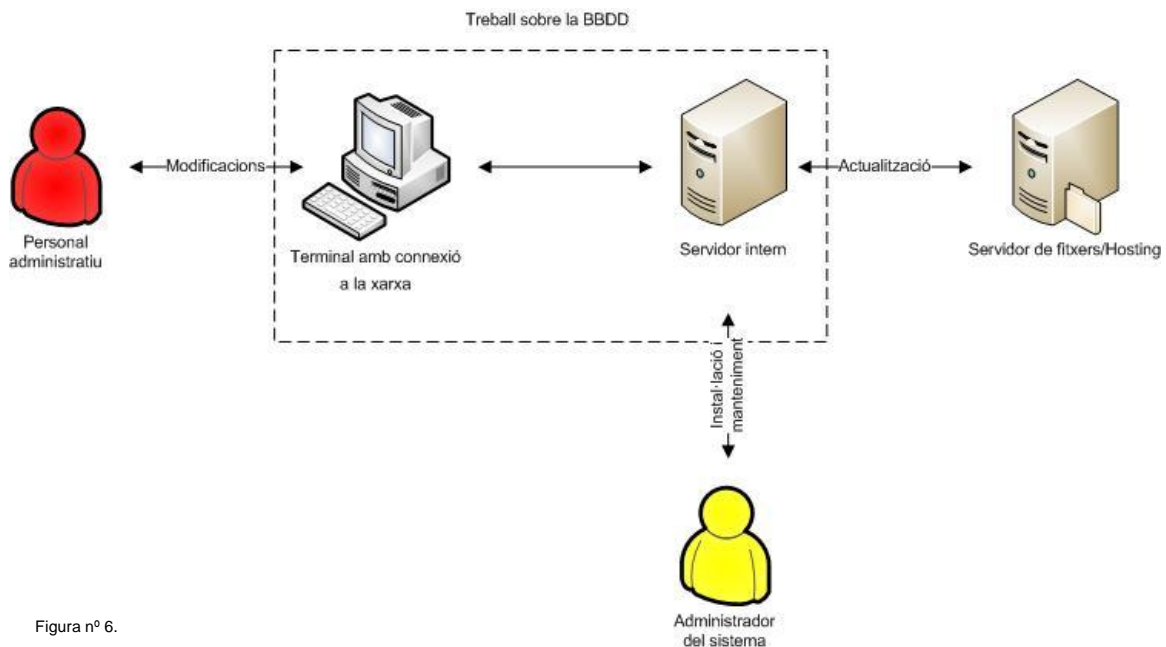 Treball sobre la BBDD
Modificacions
Actualització
Personal
administratiu
Terminal amb connexió
a la xarxa
Servidor intern
Servidor de fitxers/Hosting
Instal·lació i
manteniment
Administrador
del sistema
Figura nº 6.